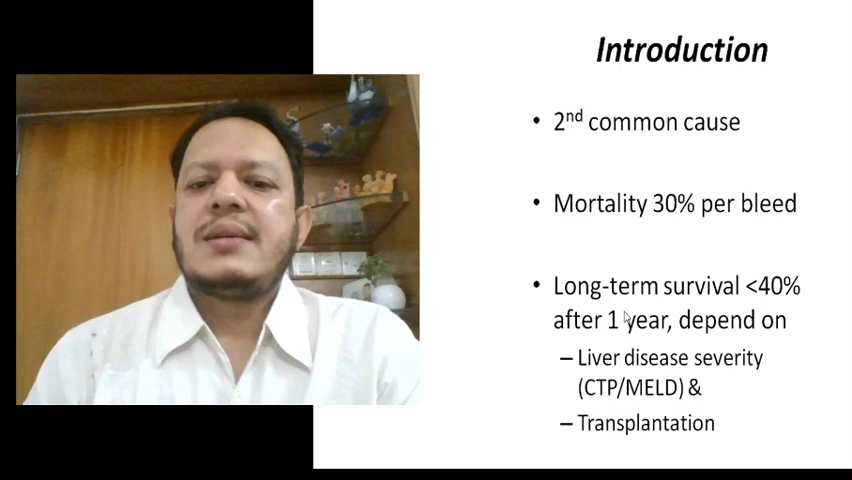 Introduction
• 2nd common cause
• Mortality 30% per bleed
• Long-term survival <40%
after 1 year, depend on
– Liver disease severity
(CTP/MELD) &
– Transplantation